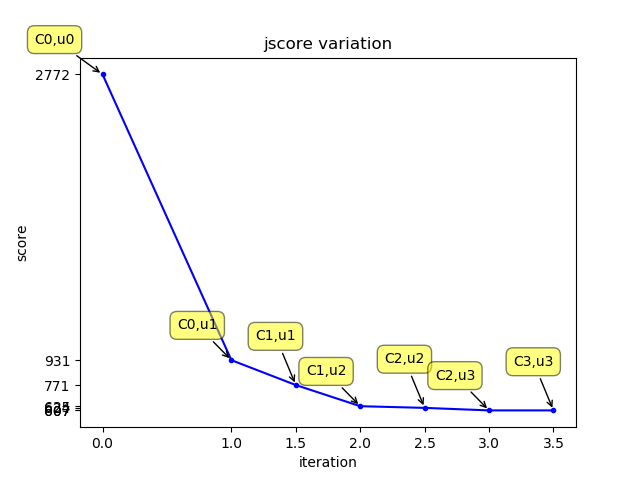 jscore variation
C0,u0
C0,u1
C1,u1
C1,u2
C2,u2
C2,u3
C3,u3
score
2772
931
771
0.0
1.0
1.5
2.0
2.5
3.0
3.5
iteration